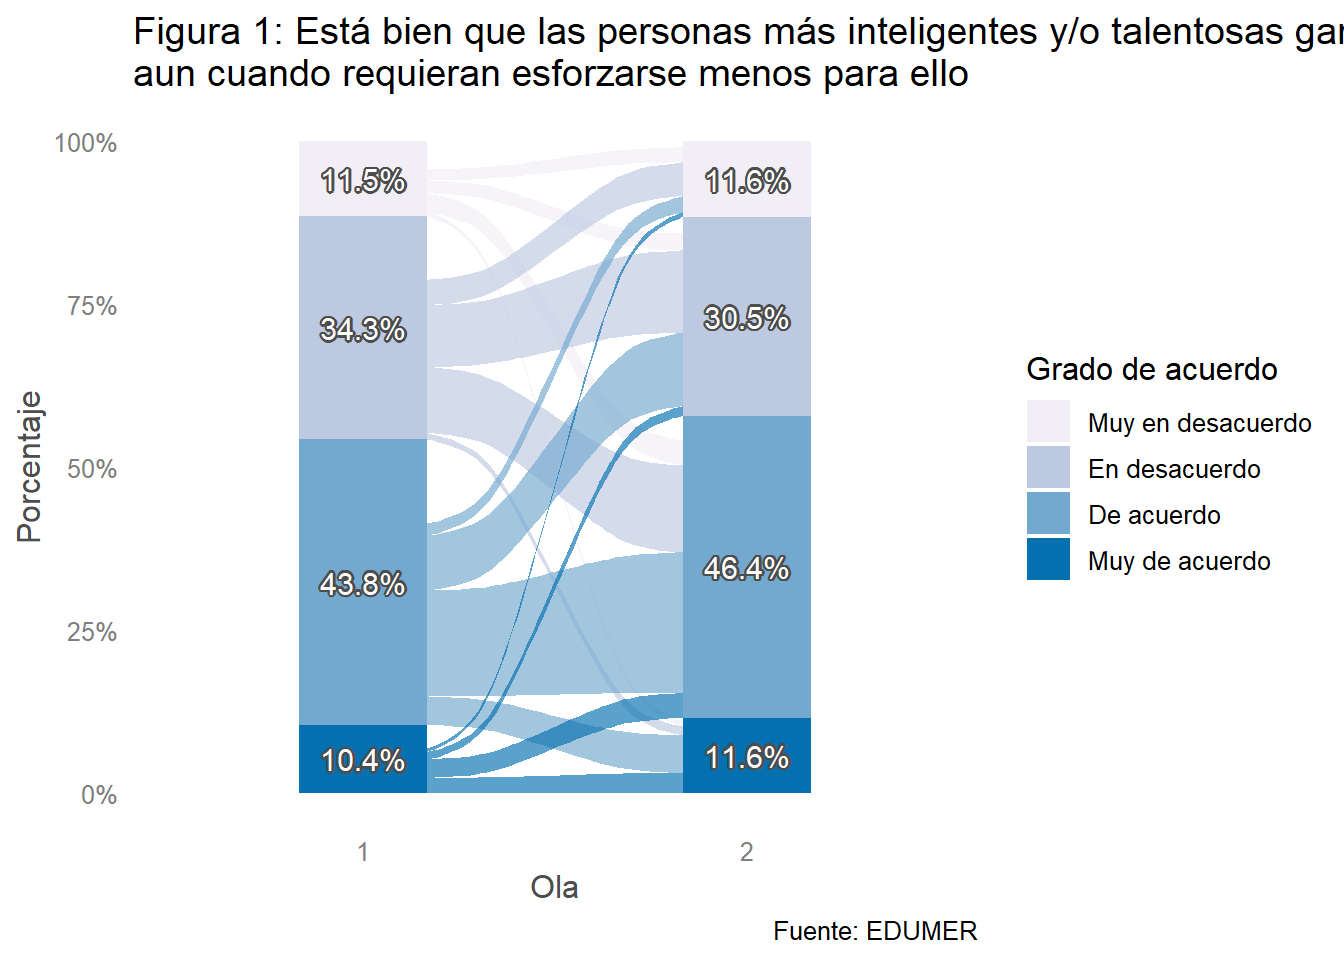 Figura 1: Está bien que las personas más inteligentes y/o talentosas
aun cuando requieran esforzarse menos para ello
100%
75%
50%
25%
0%
Porcentaje
11.5%
34.3%
43.8%
10.4%
11.6%
30.5%
46.4%
11.6%
1
2
Ola
Grado de acuerdo
Muy en desacuerdo
En desacuerdo
De acuerdo
Muy de acuerdo
Fuente: EDUMER